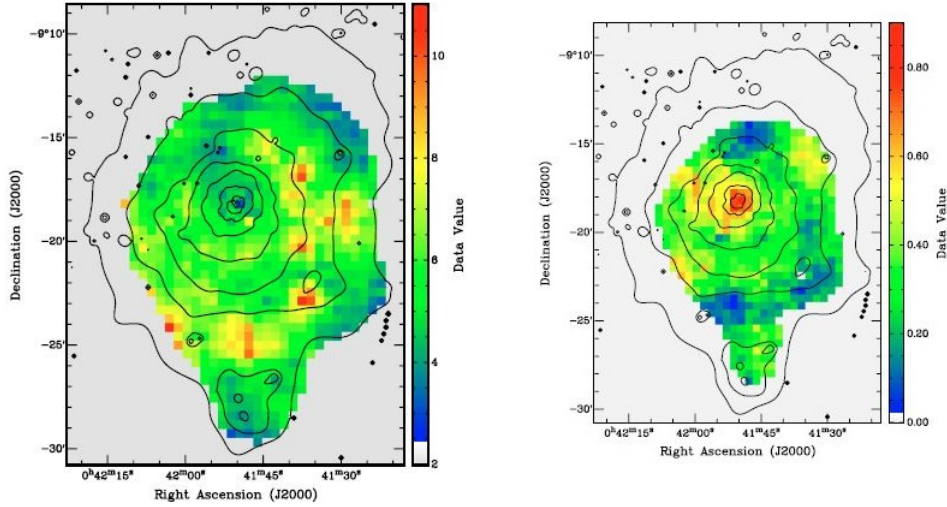 -9°10'
-15'
-20'
-25'
-30'
Declination (J2000)
0ʰ42ᵐ15ˢ
42ᵐ00ˢ
41ᵐ45ˢ
41ᵐ30ˢ
Right Ascension (J2000)
10
8
6
4
2
Data Value
-9°10'
-15'
-20'
-25'
-30'
Declination (J2000)
0ʰ42ᵐ15ˢ
42ᵐ00ˢ
41ᵐ45ˢ
41ᵐ30ˢ
Right Ascension (J2000)
0.80
0.60
0.40
0.20
0.00
Data Value